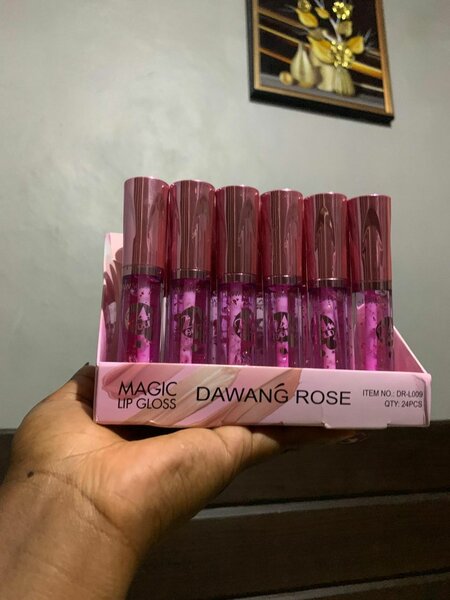 MAGIC
LIP GLOSS
DAWANG ROSE
ITEM NO.: DR-L009
QTY: 24PCS